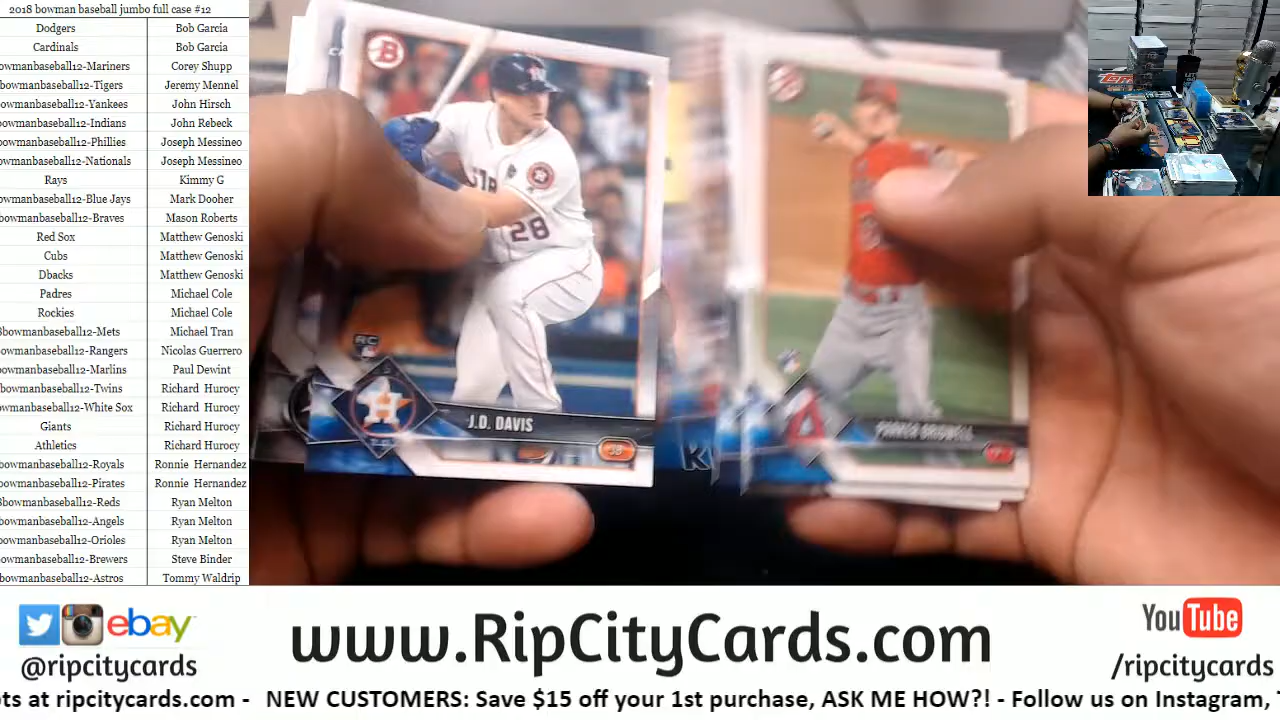 2018 bowman baseball jumbo full case #12
Dodgers Bob Garcia
Cardinals Bob Garcia
owmanbaseball12-Mariners Corey Shupp
owmanbaseball12-Tigers Jeremy Mennel
owmanbaseball12-Yankees John Hirsch
owmanbaseball12-Indians John Rebeck
owmanbaseball12-Phillies Joseph Messineo
owmanbaseball12-Nationals Joseph Messineo
Rays Kimmy G
owmanbaseball12-Blue Jays Mark Dooher
owmanbaseball12-Braves Mason Roberts
Red Sox Matthew Genoski
Cubs Matthew Genoski
Dbacks Matthew Genoski
Padres Michael Cole
Rockies Michael Cole
8bowmanbaseball12-Mets Michael Tran
owmanbaseball12-Rangers Nicolas Guerrero
owmanbaseball12-Marlins Paul Dewint
owmanbaseball12-Twins Richard Hurocy
owmanbaseball12-White Sox Richard Hurocy
Giants Richard Hurocy
Athletics Richard Hurocy
owmanbaseball12-Royals Ronnie Hernandez
owmanbaseball12-Pirates Ronnie Hernandez
8bowmanbaseball12-Reds Ryan Melton
owmanbaseball12-Angels Ryan Melton
owmanbaseball12-Orioles Ryan Melton
owmanbaseball12-Brewers Steve Binder
owmanbaseball12-Astros Tommy Waldrip
B
28
RC
H
J.D. DAVIS
3B
ebay
@ripcitycards
www.RipCityCards.com
YouTube
/ripcitycards
ots at ripcitycards.com - NEW CUSTOMERS: Save $15 off your 1st purchase, ASK ME HOW?! - Follow us on Instagram,